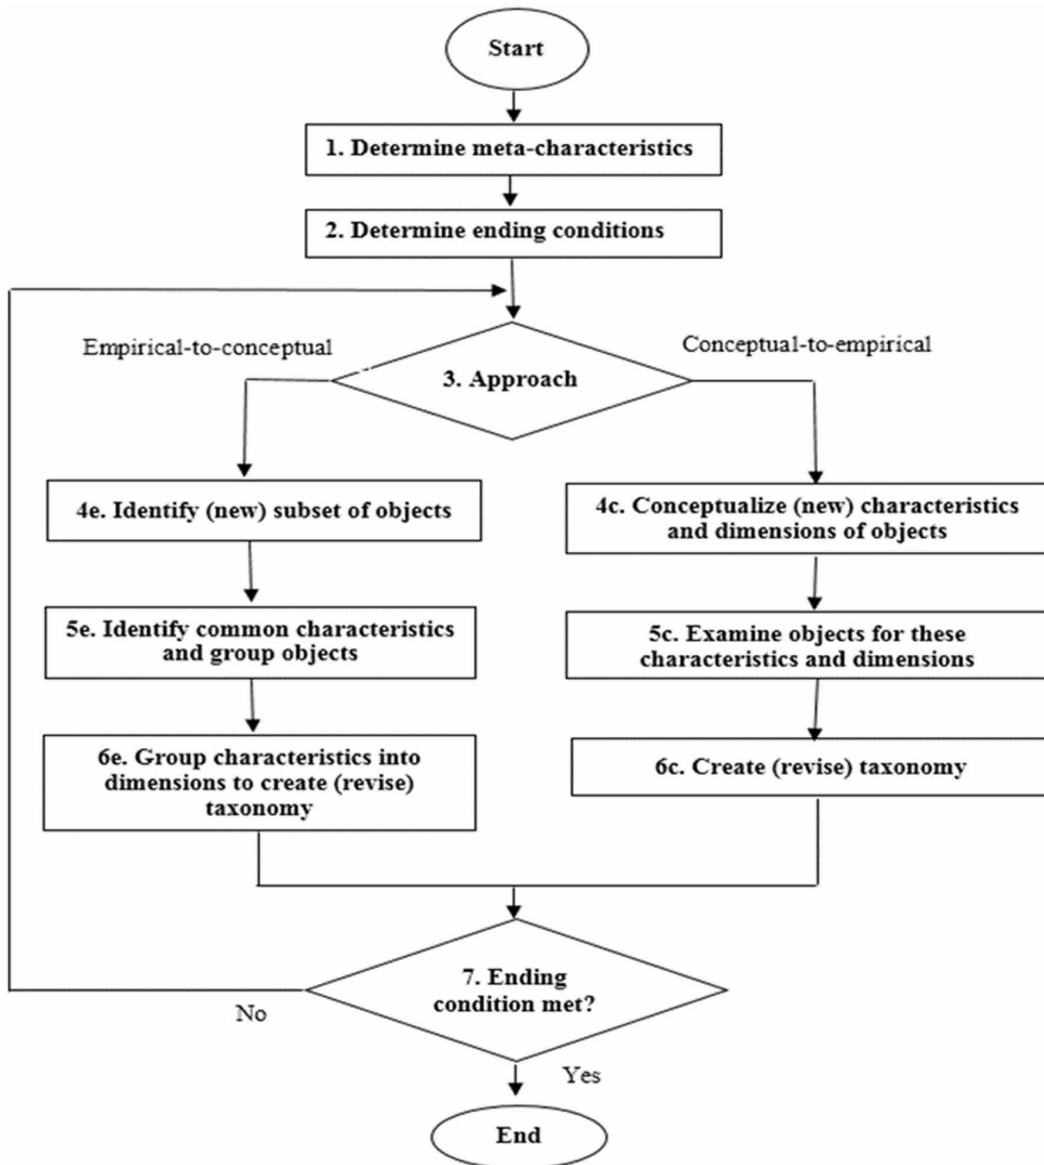 Start
1. Determine meta-characteristics
2. Determine ending conditions
Empirical-to-conceptual
Conceptual-to-empirical
3. Approach
4e. Identify (new) subset of objects
4c. Conceptualize (new) characteristics
and dimensions of objects
5e. Identify common characteristics
and group objects
5c. Examine objects for these
characteristics and dimensions
6e. Group characteristics into
dimensions to create (revise)
taxonomy
6c. Create (revise) taxonomy
7. Ending
condition met?
No
Yes
End